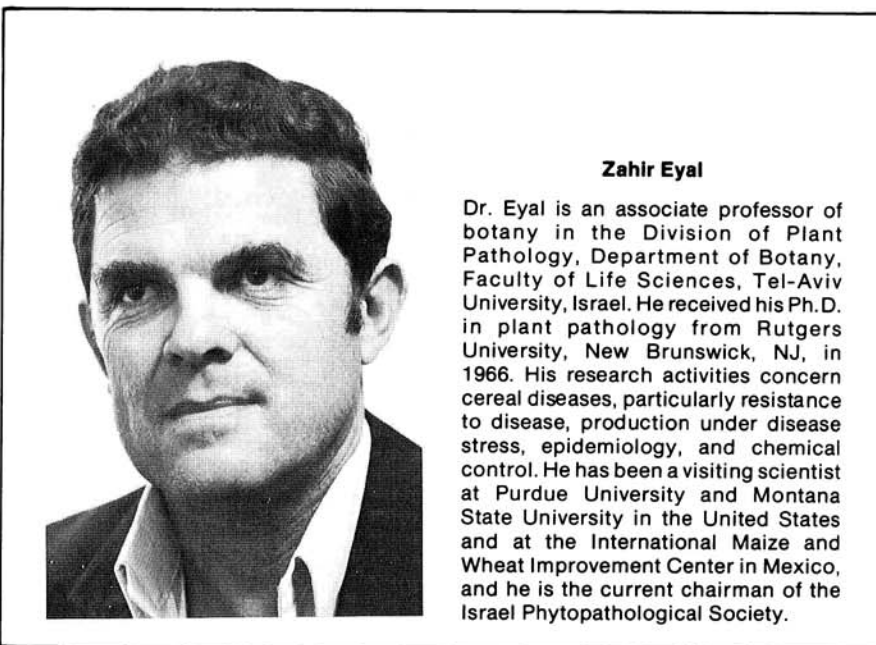 Zahir Eyal
Dr. Eyal is an associate professor of
botany in the Division of Plant
Pathology, Department of Botany,
Faculty of Life Sciences, Tel-Aviv
University, Israel. He received his Ph.D.
in plant pathology from Rutgers
University, New Brunswick, NJ, in
1966. His research activities concern
cereal diseases, particularly resistance
to disease, production under disease
stress, epidemiology, and chemical
control. He has been a visiting scientist
at Purdue University and Montana
State University in the United States
and at the International Maize and
Wheat Improvement Center in Mexico,
and he is the current chairman of the
Israel Phytopathological Society.